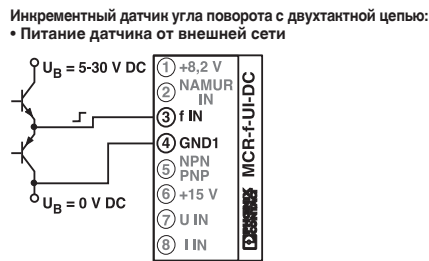 Инкрементный датчик угла поворота с двухтактной цепью:
• Питание датчика от внешней сети
U_B = 5-30 V DC
U_B = 0 V DC
1 +8,2 V
2 NAMUR IN
3 f IN
4 GND1
5 NPN PNP
6 +15 V
7 U IN
8 I IN
MCR-f-UI-DC